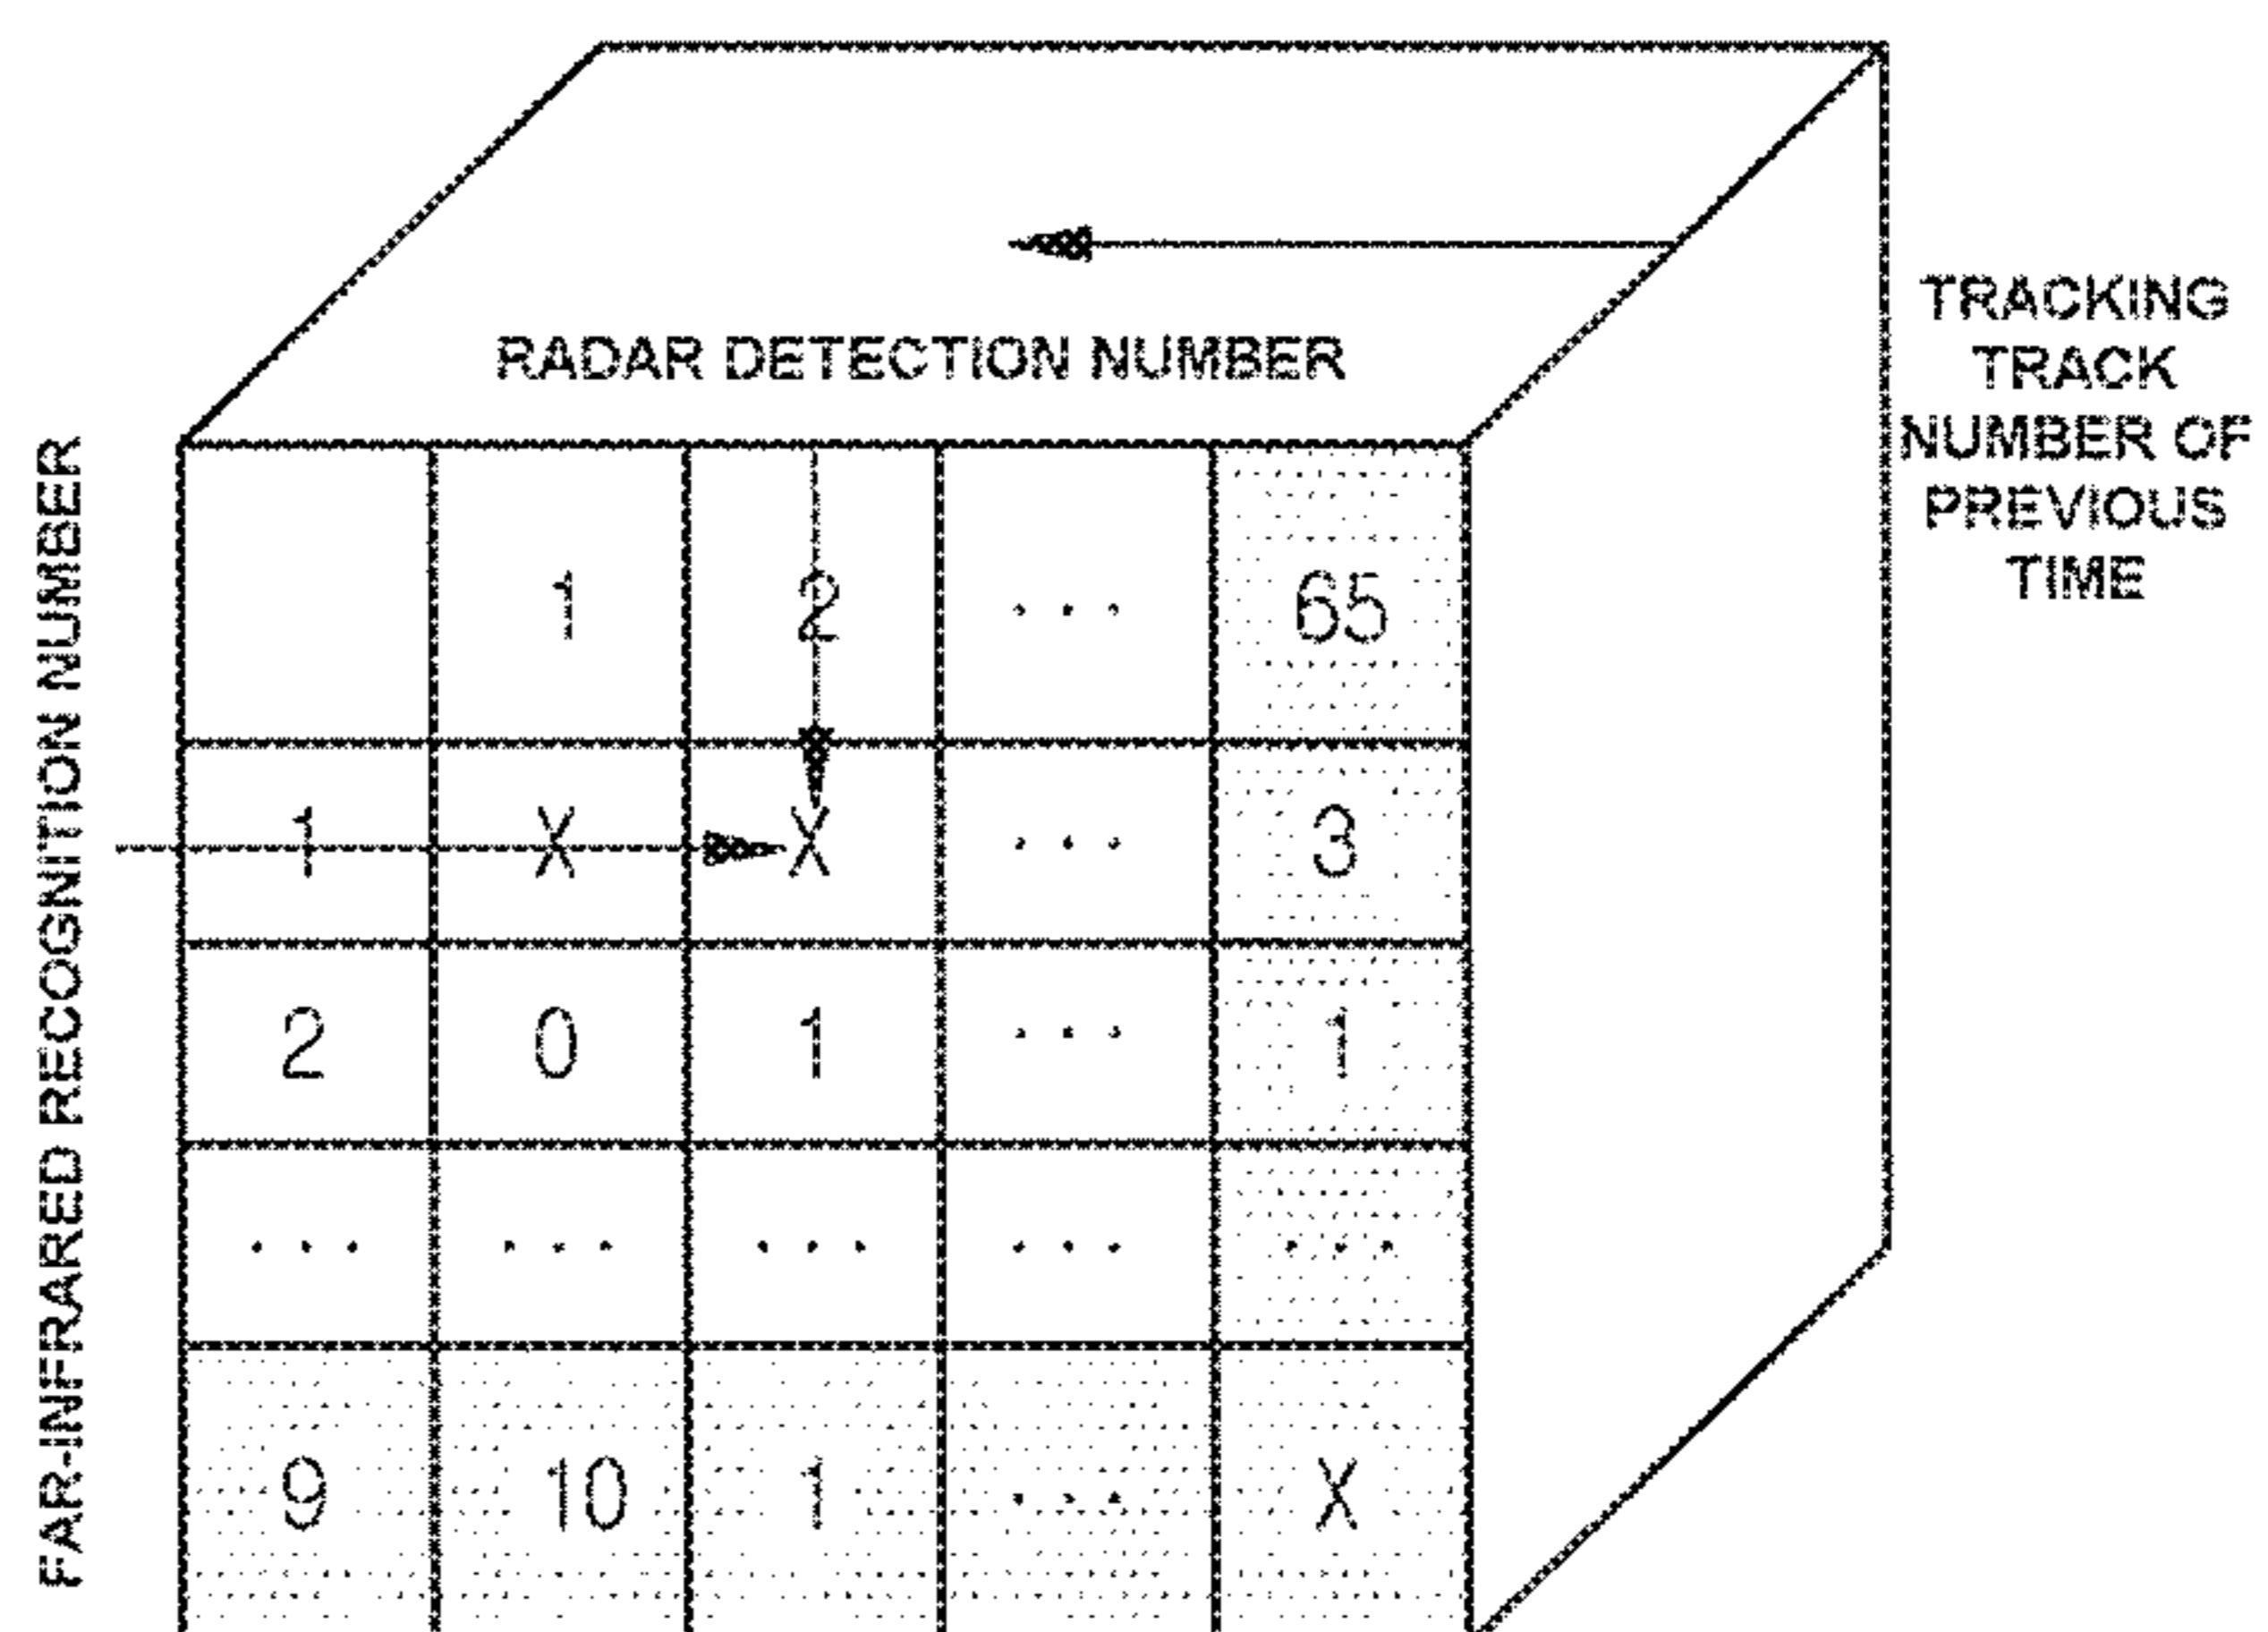 RADAR DETECTION NUMBER
TRACKING
TRACK
NUMBER OF
PREVIOUS
TIME
FAR-INFRARED RECOGNITION NUMBER
1 2 ... 65
1 X X ... 3
2 0 1 ... 1
... ... ... ... ...
9 10 1 ... X